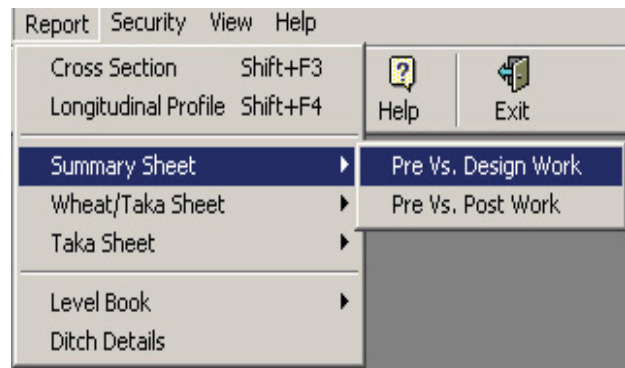 Report Security View Help
Cross Section Shift+F3
Longitudinal Profile Shift+F4
Help Exit
Summary Sheet
Pre Vs. Design Work
Wheat/Taka Sheet
Pre Vs. Post Work
Taka Sheet
Level Book
Ditch Details